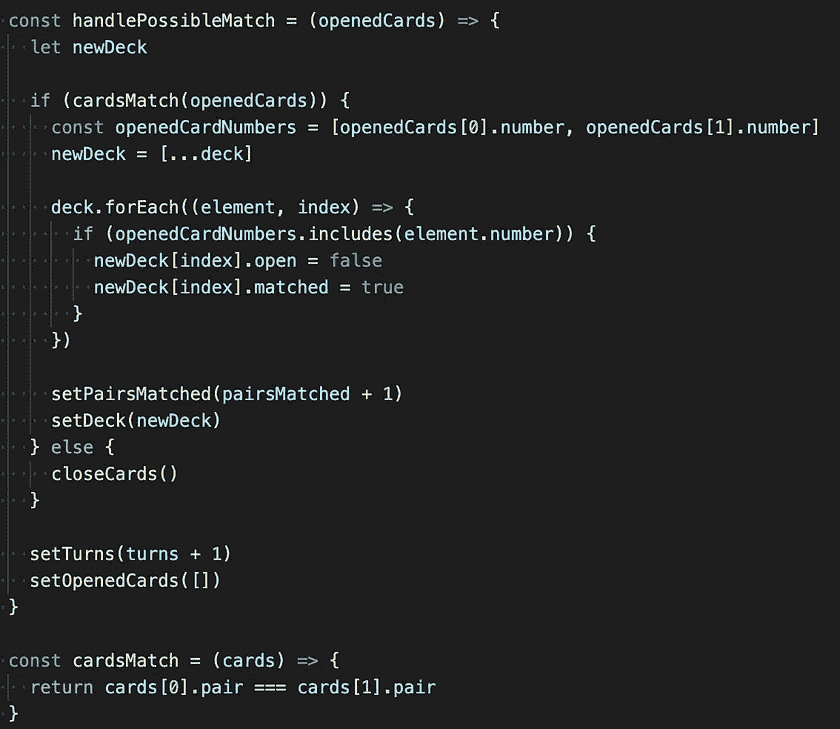 const handlePossibleMatch = (openedCards) => {
  let newDeck

  if (cardsMatch(openedCards)) {
    const openedCardNumbers = [openedCards[0].number, openedCards[1].number]
    newDeck = [...deck]

    deck.forEach((element, index) => {
      if (openedCardNumbers.includes(element.number)) {
        newDeck[index].open = false
        newDeck[index].matched = true
      }
    })

    setPairsMatched(pairsMatched + 1)
    setDeck(newDeck)
  } else {
    closeCards()
  }

  setTurns(turns + 1)
  setOpenedCards([])
}

const cardsMatch = (cards) => {
  return cards[0].pair === cards[1].pair
}